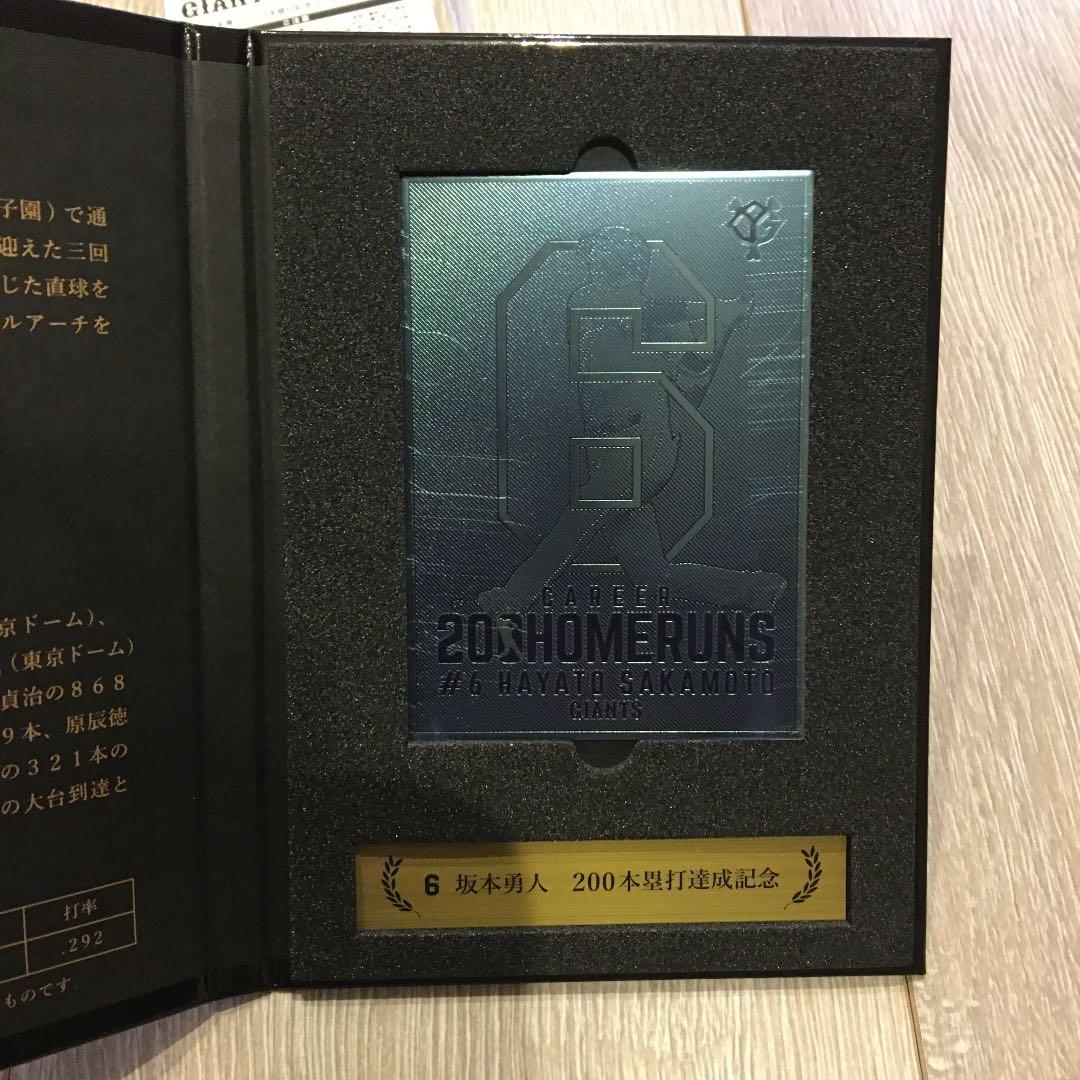 GIANT
子園)で通
迎えた三回
じた直球を
ルアーチを
京ドーム)、
(東京ドーム)
貞治の868
9本、原辰徳
の321本の
の大台到達と
打率
.292
ものです
6
CAREER
200HOMERUNS
#6 HAYATO SAKAMOTO
GIANTS
6 坂本勇人 200本塁打達成記念